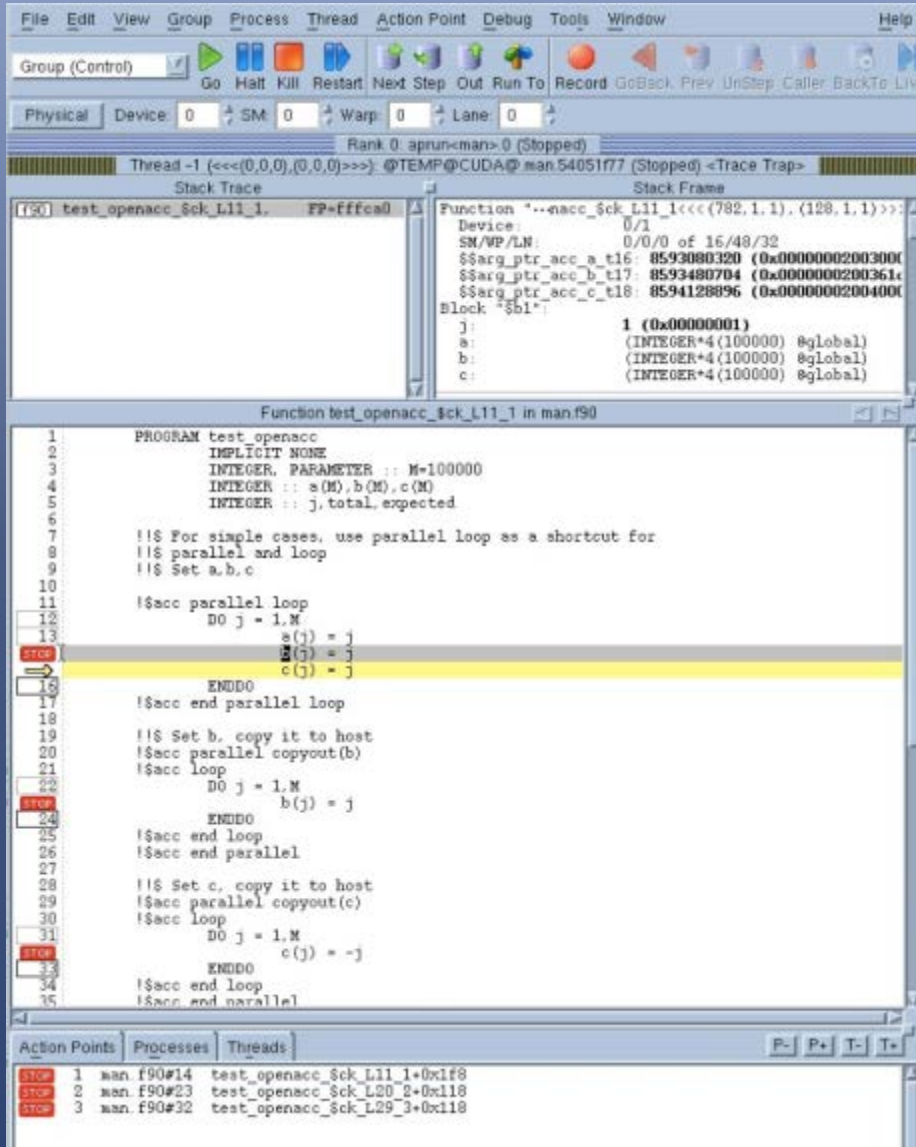 File Edit View Group Process Thread Action Point Debug Tools Window Help
Group (Control)
Go Halt Kill Restart Next Step Out Run To Record GoBack Prev UnStep Caller BackTo
Physical Device 0 SM 0 Warp 0 Lane 0
Rank 0: aprun<man>.0 (Stopped)
Thread -1 (<<<(0,0,0),(0,0,0)>>>): @TEMP@CUDA@.man.54051f77 (Stopped) <Trace Trap>
Stack Trace
f90 test_openacc_$ck_L11_1, FP=fffca0
Stack Frame
Function "...nacc_$ck_L11_1<<<(782,1,1),(128,1,1)>>>
Device: 0/1
SM/WP/LN: 0/0/0 of 16/48/32
$$arg_ptr_acc_a_t16: 8593080320
$$arg_ptr_acc_b_t17: 8593480704
$$arg_ptr_acc_c_t18: 8594128896
Block "$b1":
j: 1 (0x00000001)
a: (INTEGER*4(100000) @global)
b: (INTEGER*4(100000) @global)
c: (INTEGER*4(100000) @global)
Function test_openacc_$ck_L11_1 in man.f90
1 PROGRAM test_openacc
2 IMPLICIT NONE
3 INTEGER, PARAMETER :: M=100000
4 INTEGER :: a(M),b(M),c(M)
5 INTEGER :: j,total,expected
6
7 !!$ For simple cases, use parallel loop as a shortcut for
8 !!$ parallel and loop
9 !!$ Set a,b,c
10
11 !$acc parallel loop
12 DO j = 1,M
13 a(j) = j
STOP b(j) = j
c(j) = j
16 ENDDO
17 !$acc end parallel loop
18
19 !!$ Set b, copy it to host
20 !$acc parallel copyout(b)
21 !$acc loop
22 DO j = 1,M
STOP b(j) = j
24 ENDDO
25 !$acc end loop
26 !$acc end parallel
27
28 !!$ Set c, copy it to host
29 !$acc parallel copyout(c)
30 !$acc loop
31 DO j = 1,M
STOP c(j) = -j
33 ENDDO
34 !$acc end loop
35 !$acc end parallel
Action Points Processes Threads P- P+ T- T+
STOP 1 man.f90#14 test_openacc_$ck_L11_1+0x1f8
STOP 2 man.f90#23 test_openacc_$ck_L20_2+0x118
STOP 3 man.f90#32 test_openacc_$ck_L29_3+0x118